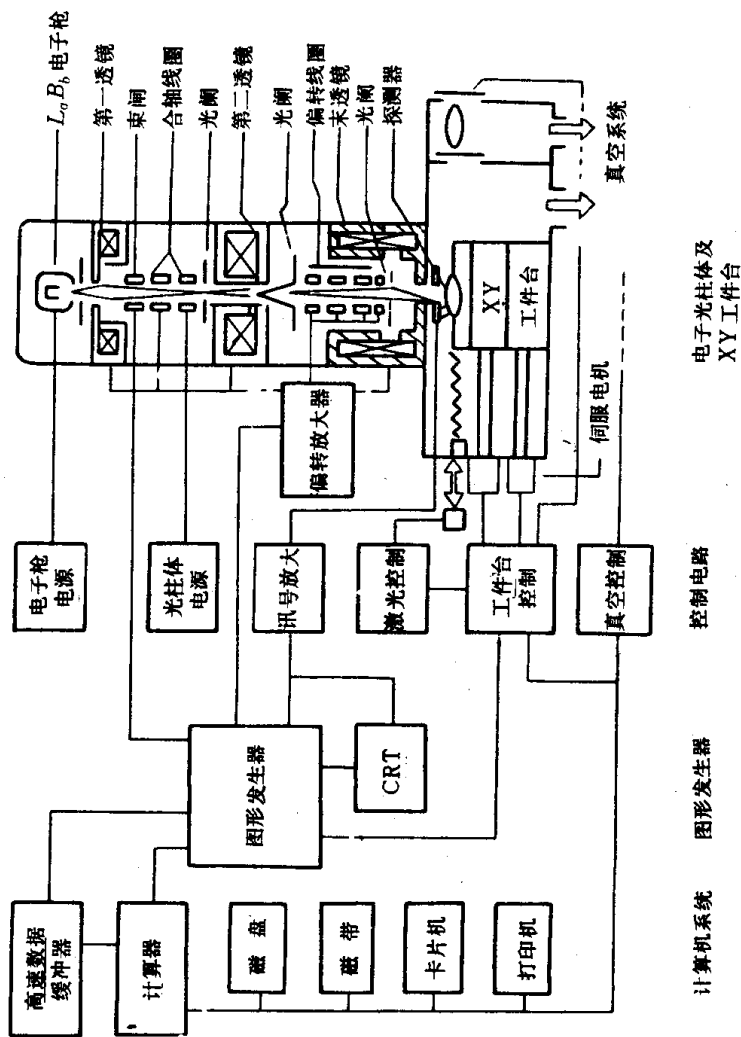 高速数据
缓冲器
计算器
磁 盘
磁 带
卡片机
打印机
计算机系统
图形发生器
CRT
图形发生器
电子枪
电源
光柱体
电源
讯号放大
激光控制
工件台
控制
真空控制
控制电路
偏转放大器
伺服电机
XY
工件台
电子光柱体及
XY 工件台
LaBb 电子枪
第一透镜
束闸
合轴线圈
光阑
第二透镜
光阑
偏转线圈
末透镜
光阑
探测器
真空系统